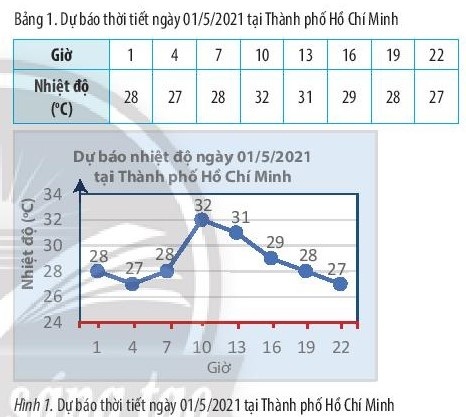 Bảng 1. Dự báo thời tiết ngày 01/5/2021 tại Thành phố Hồ Chí Minh
Giờ 1 4 7 10 13 16 19 22
Nhiệt độ (°C) 28 27 28 32 31 29 28 27
Dự báo nhiệt độ ngày 01/5/2021
tại Thành phố Hồ Chí Minh
Nhiệt độ (°C)
34
32
30
28
26
24
28 27 28 32 31 29 28 27
1 4 7 10 13 16 19 22
Giờ
Hình 1. Dự báo thời tiết ngày 01/5/2021 tại Thành phố Hồ Chí Minh